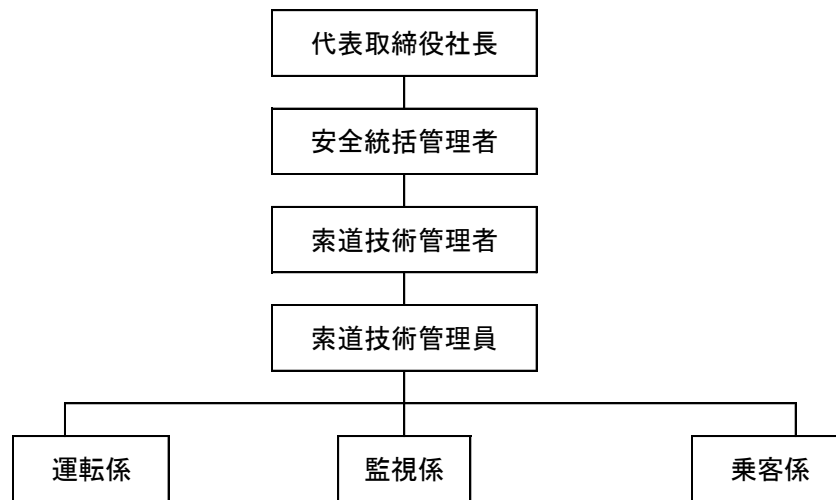 代表取締役社長
安全統括管理者
索道技術管理者
索道技術管理員
運転係
監視係
乗客係